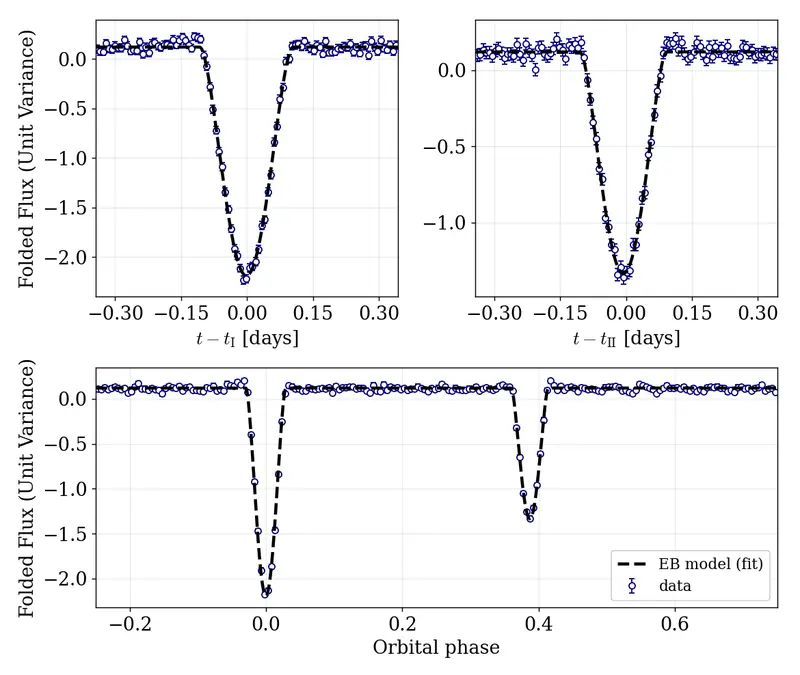 Folded Flux (Unit Variance)
0.0
−0.5
−1.0
−1.5
−2.0
−0.30 −0.15 0.00 0.15 0.30
t − tI [days]
0.0
−0.5
−1.0
−0.30 −0.15 0.00 0.15 0.30
t − tII [days]
Folded Flux (Unit Variance)
0.0
−0.5
−1.0
−1.5
−2.0
EB model (fit)
data
−0.2 0.0 0.2 0.4 0.6
Orbital phase